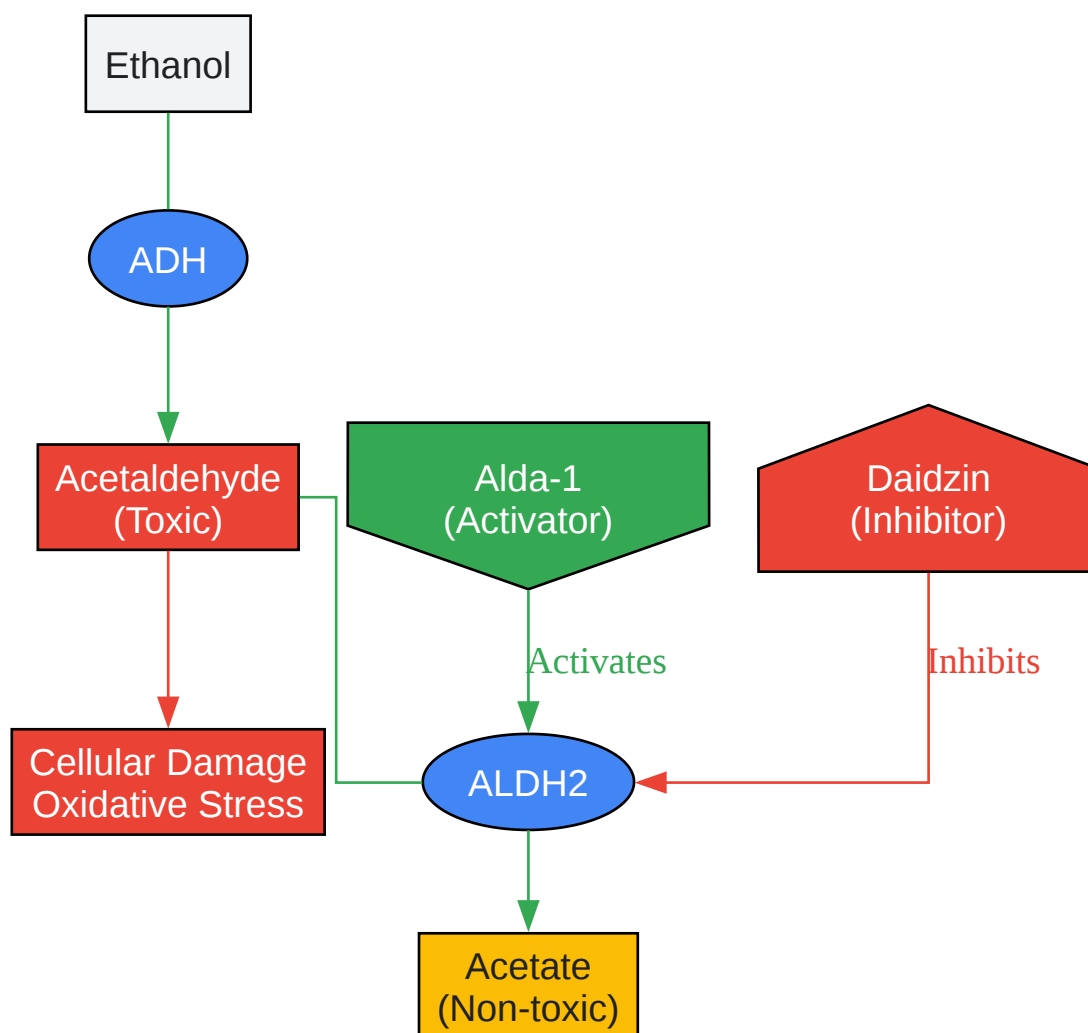 Ethanol
ADH
Acetaldehyde
(Toxic)
Alda-1
(Activator)
Daidzin
(Inhibitor)
Activates
Inhibits
Cellular Damage
Oxidative Stress
ALDH2
Acetate
(Non-toxic)